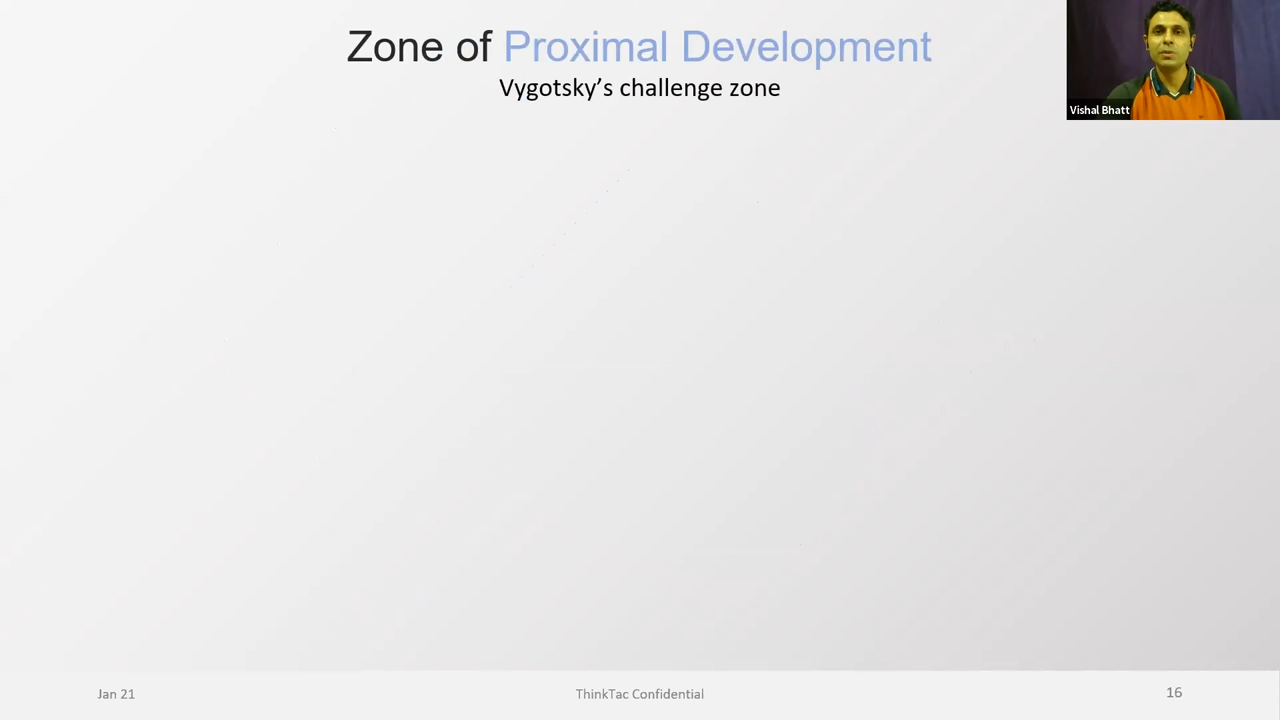 Zone of Proximal Development
Vygotsky’s challenge zone
Vishal Bhatt
Jan 21
ThinkTac Confidential
16